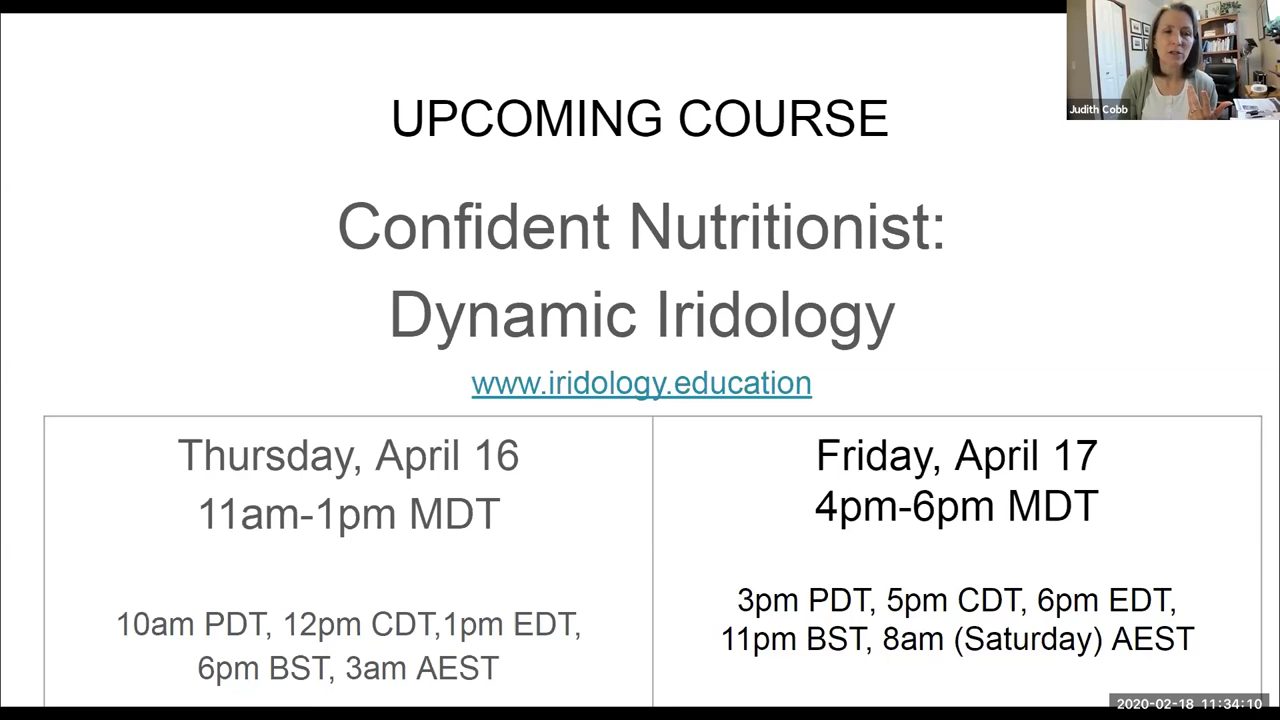 Judith Cobb
UPCOMING COURSE
Confident Nutritionist:
Dynamic Iridology
www.iridology.education
Thursday, April 16
11am-1pm MDT
10am PDT, 12pm CDT,1pm EDT,
6pm BST, 3am AEST
Friday, April 17
4pm-6pm MDT
3pm PDT, 5pm CDT, 6pm EDT,
11pm BST, 8am (Saturday) AEST
2020-02-18 11:34:10